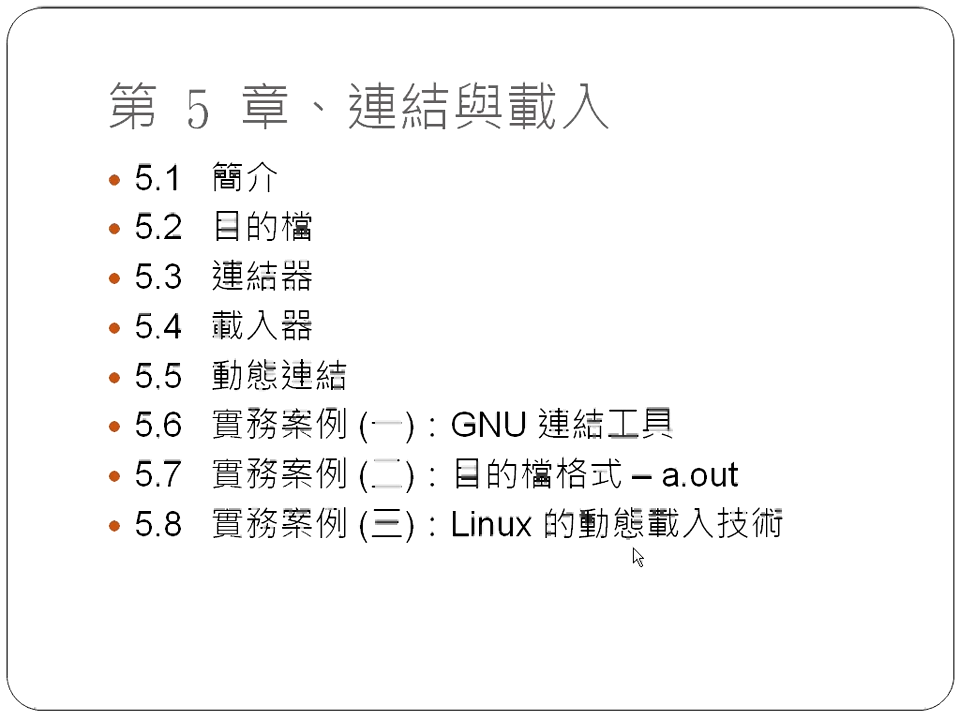 第 5 章、連結與載入
• 5.1 簡介
• 5.2 目的檔
• 5.3 連結器
• 5.4 載入器
• 5.5 動態連結
• 5.6 實務案例 (一)：GNU 連結工具
• 5.7 實務案例 (二)：目的檔格式 – a.out
• 5.8 實務案例 (三)：Linux 的動態載入技術